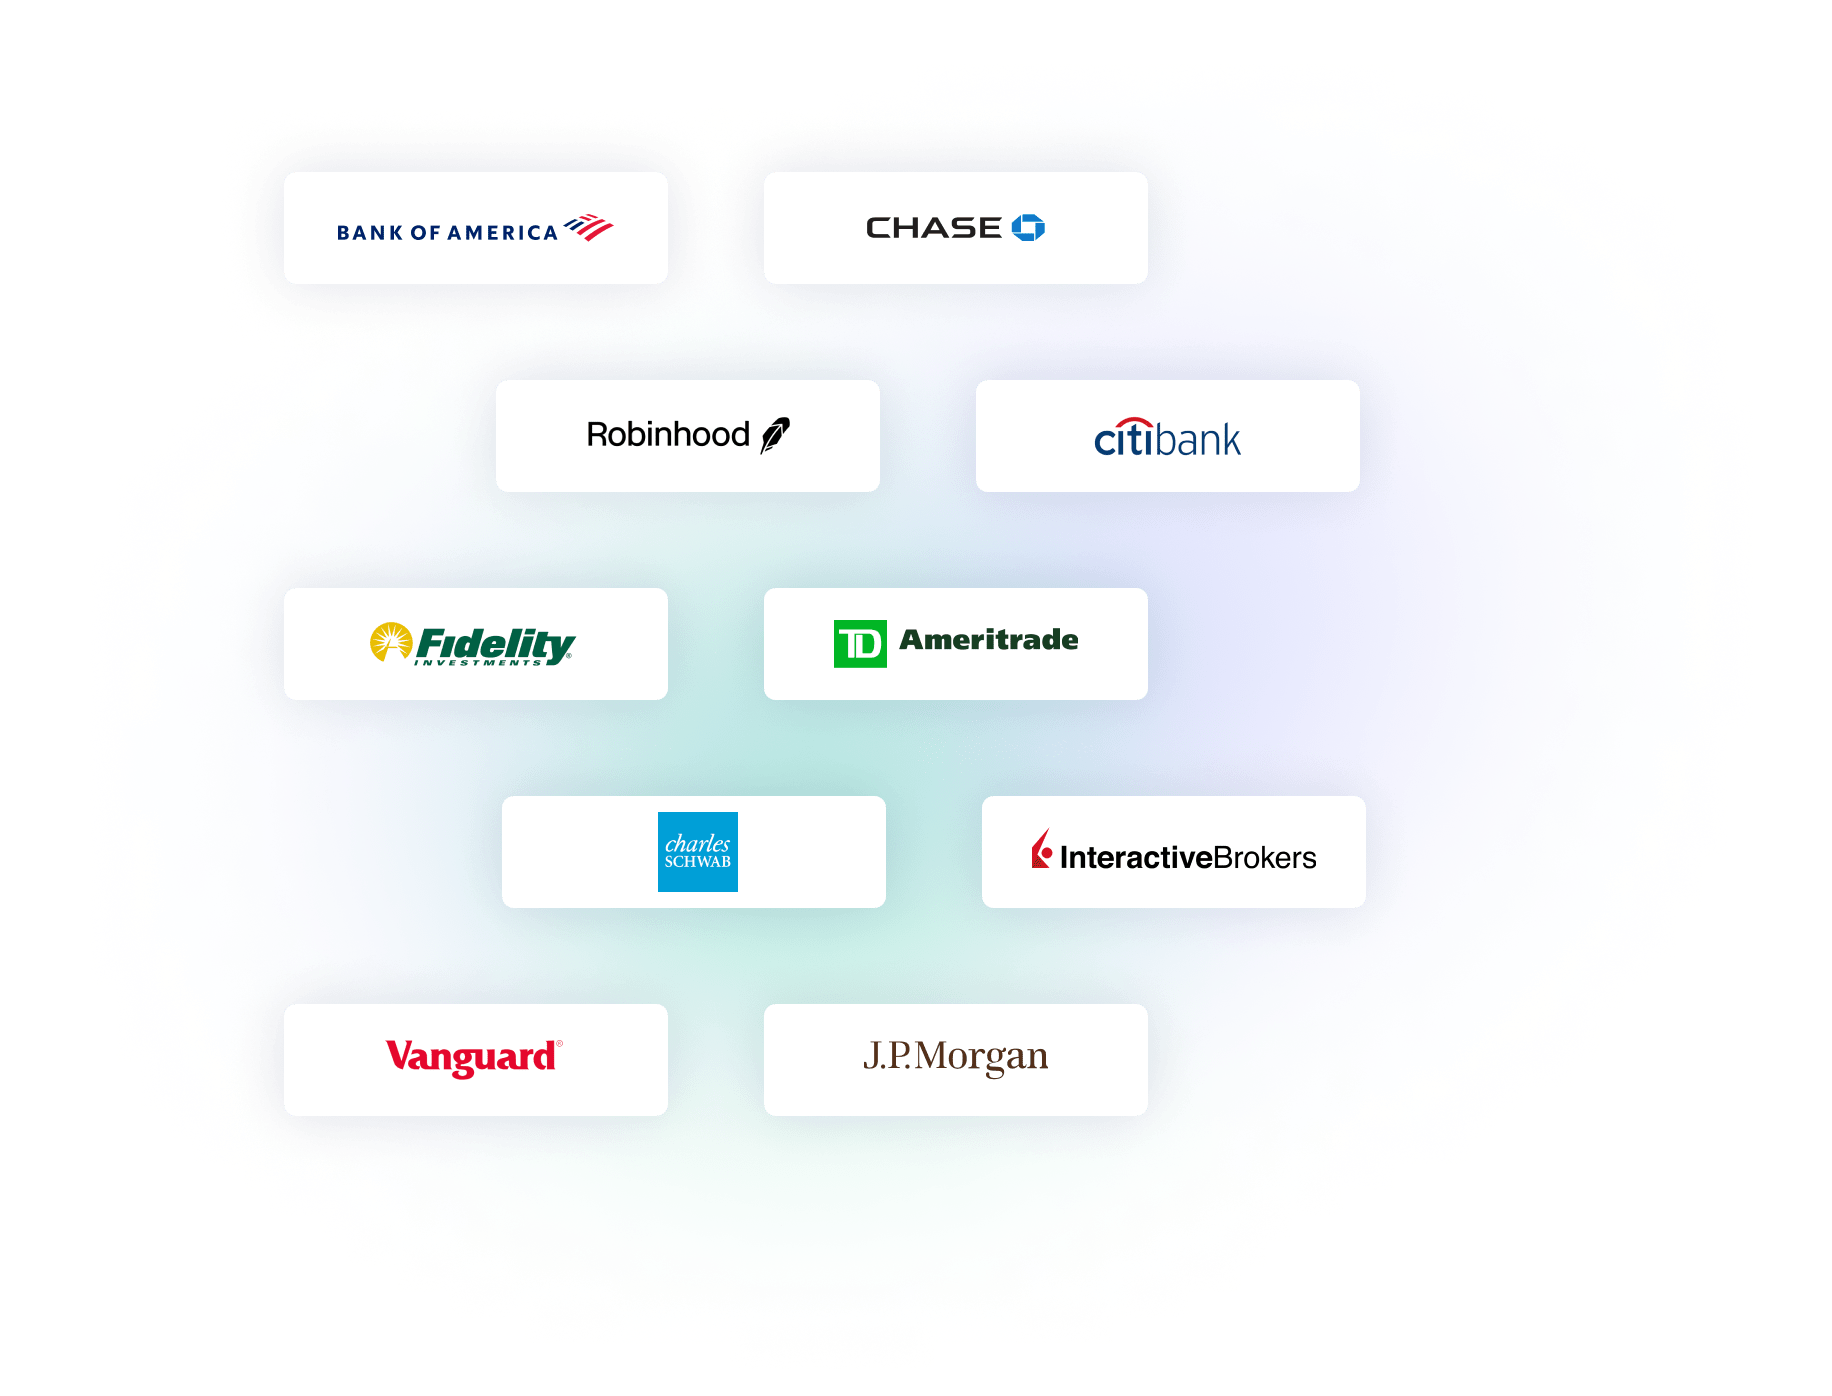 BANK OF AMERICA
CHASE
Robinhood
citibank
Fidelity
INVESTMENTS®
TD Ameritrade
charles
SCHWAB
InteractiveBrokers
Vanguard®
J.P.Morgan